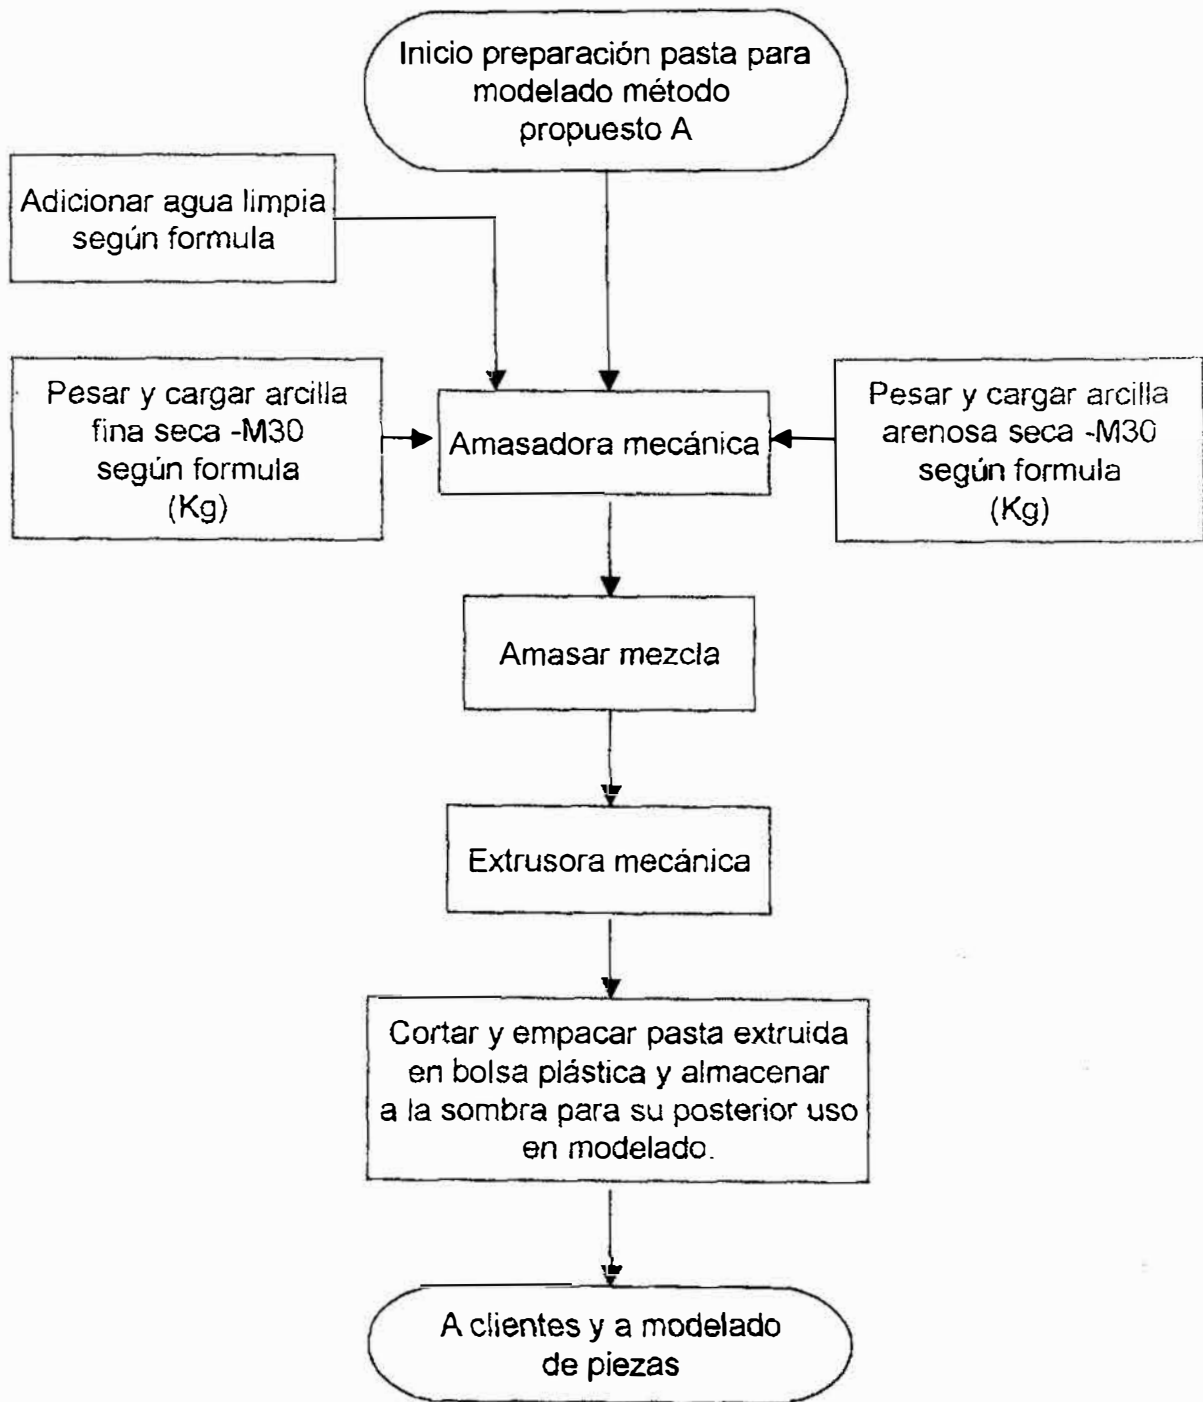 Inicio preparación pasta para
modelado método
propuesto A
Adicionar agua limpia
según formula
Pesar y cargar arcilla
fina seca -M30
según formula
(Kg)
Amasadora mecánica
Pesar y cargar arcilla
arenosa seca -M30
según formula
(Kg)
Amasar mezcla
Extrusora mecánica
Cortar y empacar pasta extruida
en bolsa plástica y almacenar
a la sombra para su posterior uso
en modelado.
A clientes y a modelado
de piezas